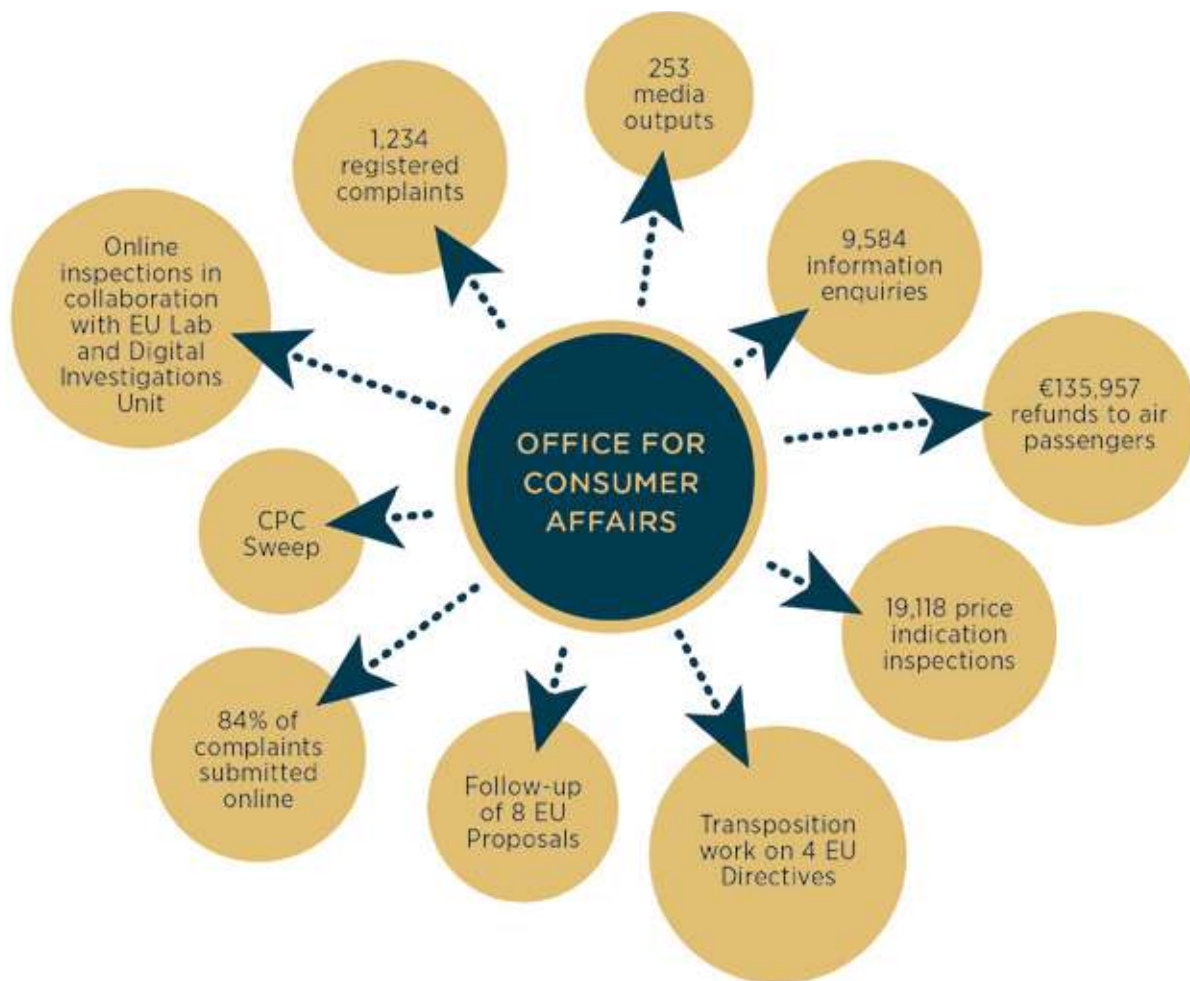 253
media
outputs
1,234
registered
complaints
9,584
information
enquiries
Online
inspections in
collaboration
with EU Lab
and Digital
Investigations
Unit
€135,957
refunds to air
passengers
OFFICE FOR
CONSUMER
AFFAIRS
CPC
Sweep
19,118 price
indication
inspections
84% of
complaints
submitted
online
Follow-up
of 8 EU
Proposals
Transposition
work on 4 EU
Directives